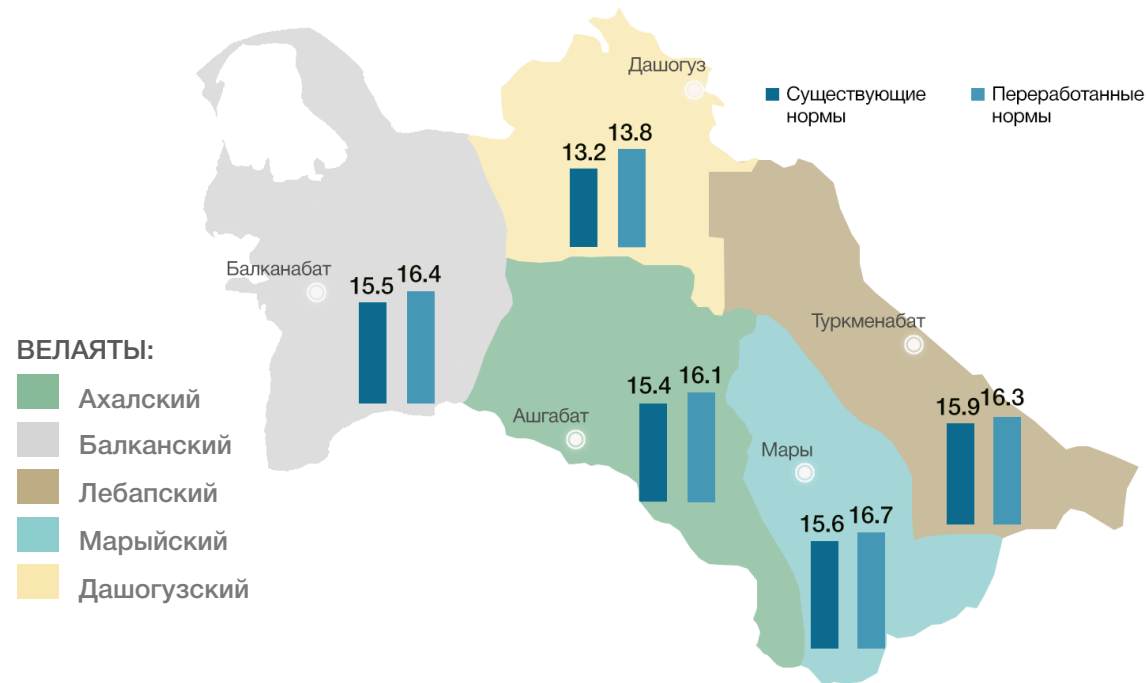 Дашогуз
Существующие
нормы
Переработанные
нормы
13.2
13.8
Балканабат
15.5
16.4
Туркменабат
ВЕЛАЯТЫ:
Ахалский
Балканский
Лебапский
Марыйский
Дашогузский
Ашгабат
15.4
16.1
Мары
15.9
16.3
15.6
16.7